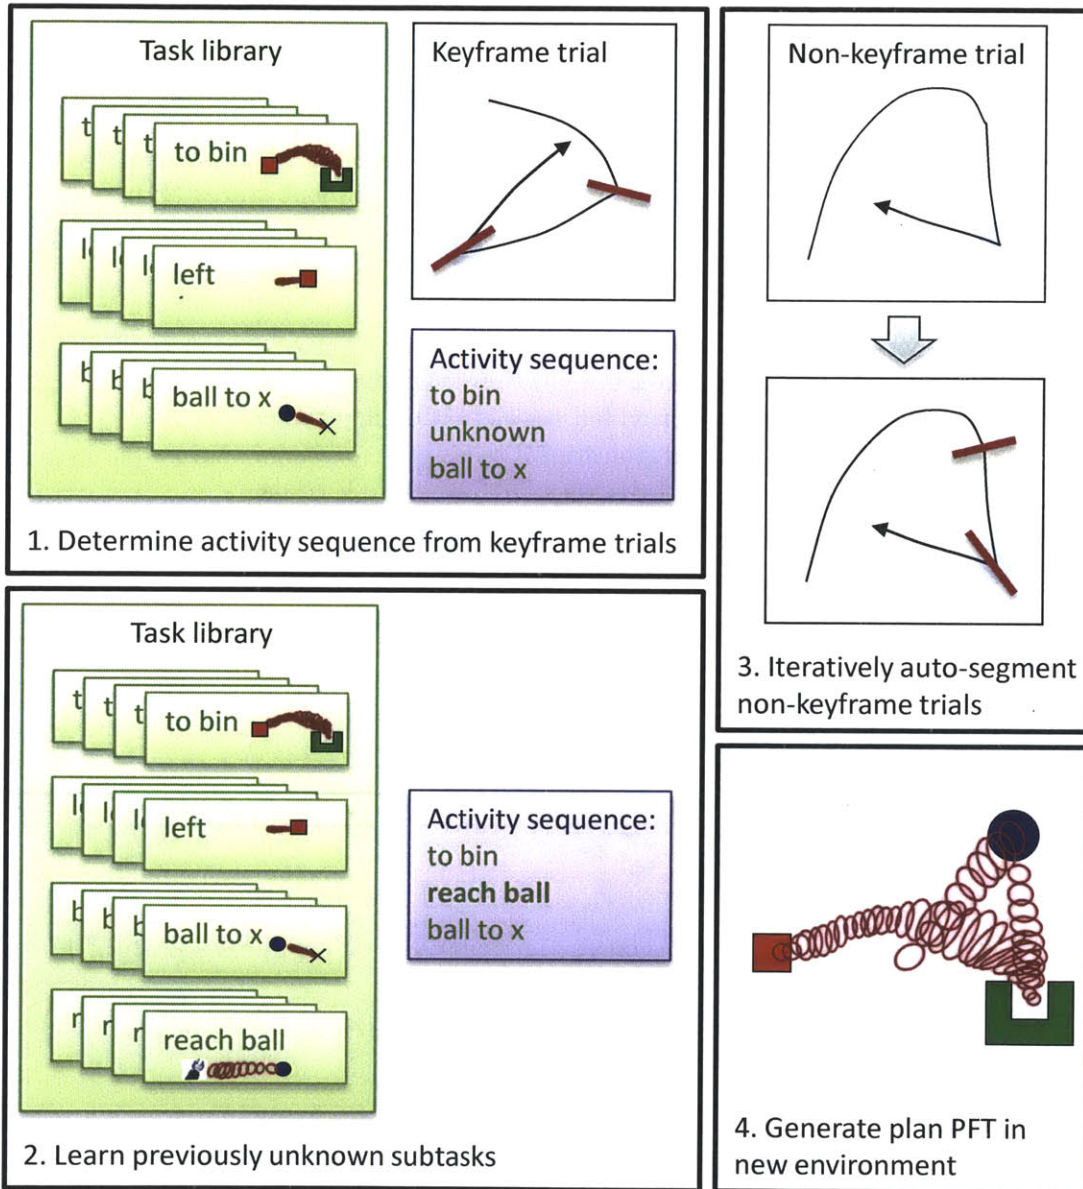 Task library
t
t
t
to bin
l
l
l
left
b
b
b
ball to x
Keyframe trial
Activity sequence:
to bin
unknown
ball to x
1. Determine activity sequence from keyframe trials
Task library
t
t
t
to bin
l
l
l
left
b
b
b
ball to x
r
r
r
reach ball
Activity sequence:
to bin
reach ball
ball to x
2. Learn previously unknown subtasks
Non-keyframe trial
3. Iteratively auto-segment
non-keyframe trials
4. Generate plan PFT in
new environment